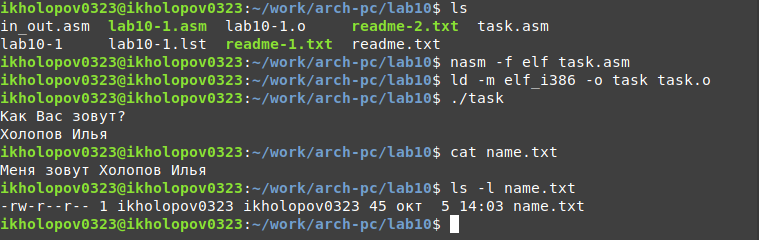 ikholopov0323@ikholopov0323:~/work/arch-pc/lab10$ ls
in_out.asm  lab10-1.asm  lab10-1.o     readme-2.txt  task.asm
lab10-1     lab10-1.lst  readme-1.txt  readme.txt
ikholopov0323@ikholopov0323:~/work/arch-pc/lab10$ nasm -f elf task.asm
ikholopov0323@ikholopov0323:~/work/arch-pc/lab10$ ld -m elf_i386 -o task task.o
ikholopov0323@ikholopov0323:~/work/arch-pc/lab10$ ./task
Как Вас зовут?
Холопов Илья
ikholopov0323@ikholopov0323:~/work/arch-pc/lab10$ cat name.txt
Меня зовут Холопов Илья
ikholopov0323@ikholopov0323:~/work/arch-pc/lab10$ ls -l name.txt
-rw-r--r-- 1 ikholopov0323 ikholopov0323 45 окт  5 14:03 name.txt
ikholopov0323@ikholopov0323:~/work/arch-pc/lab10$